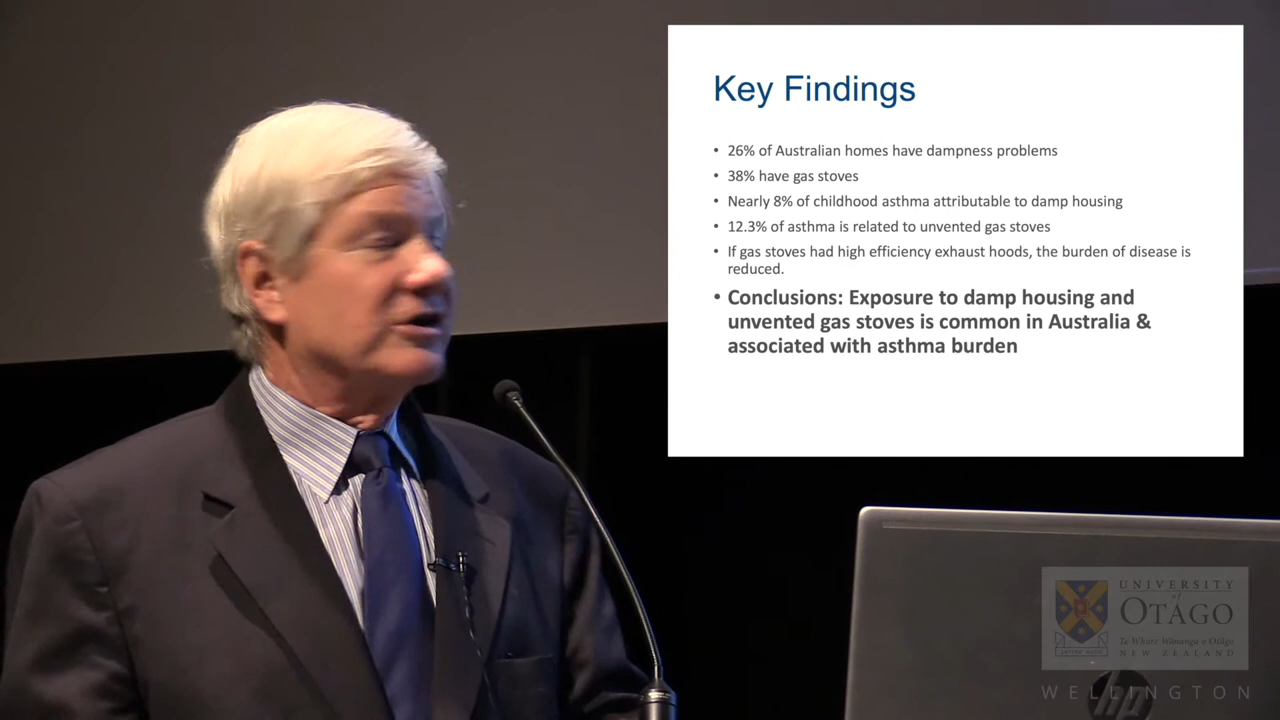 Key Findings
• 26% of Australian homes have dampness problems
• 38% have gas stoves
• Nearly 8% of childhood asthma attributable to damp housing
• 12.3% of asthma is related to unvented gas stoves
• If gas stoves had high efficiency exhaust hoods, the burden of disease is
reduced.
• Conclusions: Exposure to damp housing and
unvented gas stoves is common in Australia &
associated with asthma burden
UNIVERSITY
of
OTAGO
Te Whare Wānanga o Otāgo
NEW ZEALAND
WELLINGTON
hp